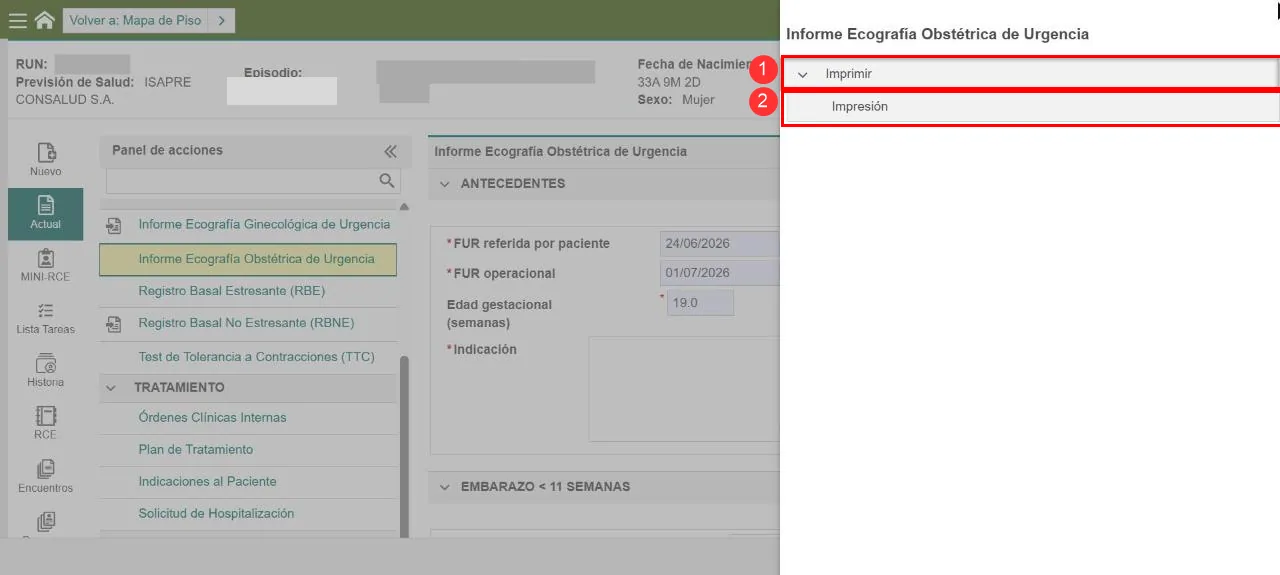 Volver a: Mapa de Piso
RUN:
Previsión de Salud: ISAPRE
CONSALUD S.A.
Episodio:
Fecha de Nacimien
33A 9M 2D
Sexo: Mujer
Nuevo
Actual
MINI-RCE
Lista Tareas
Historia
RCE
Encuentros
Panel de acciones
Informe Ecografía Ginecológica de Urgencia
Informe Ecografía Obstétrica de Urgencia
Registro Basal Estresante (RBE)
Registro Basal No Estresante (RBNE)
Test de Tolerancia a Contracciones (TTC)
TRATAMIENTO
Órdenes Clínicas Internas
Plan de Tratamiento
Indicaciones al Paciente
Solicitud de Hospitalización
Informe Ecografía Obstétrica de Urgencia
ANTECEDENTES
*FUR referida por paciente 24/06/2026
*FUR operacional 01/07/2026
Edad gestacional
(semanas) * 19.0
*Indicación
EMBARAZO < 11 SEMANAS
Informe Ecografía Obstétrica de Urgencia
1 Imprimir
2 Impresión